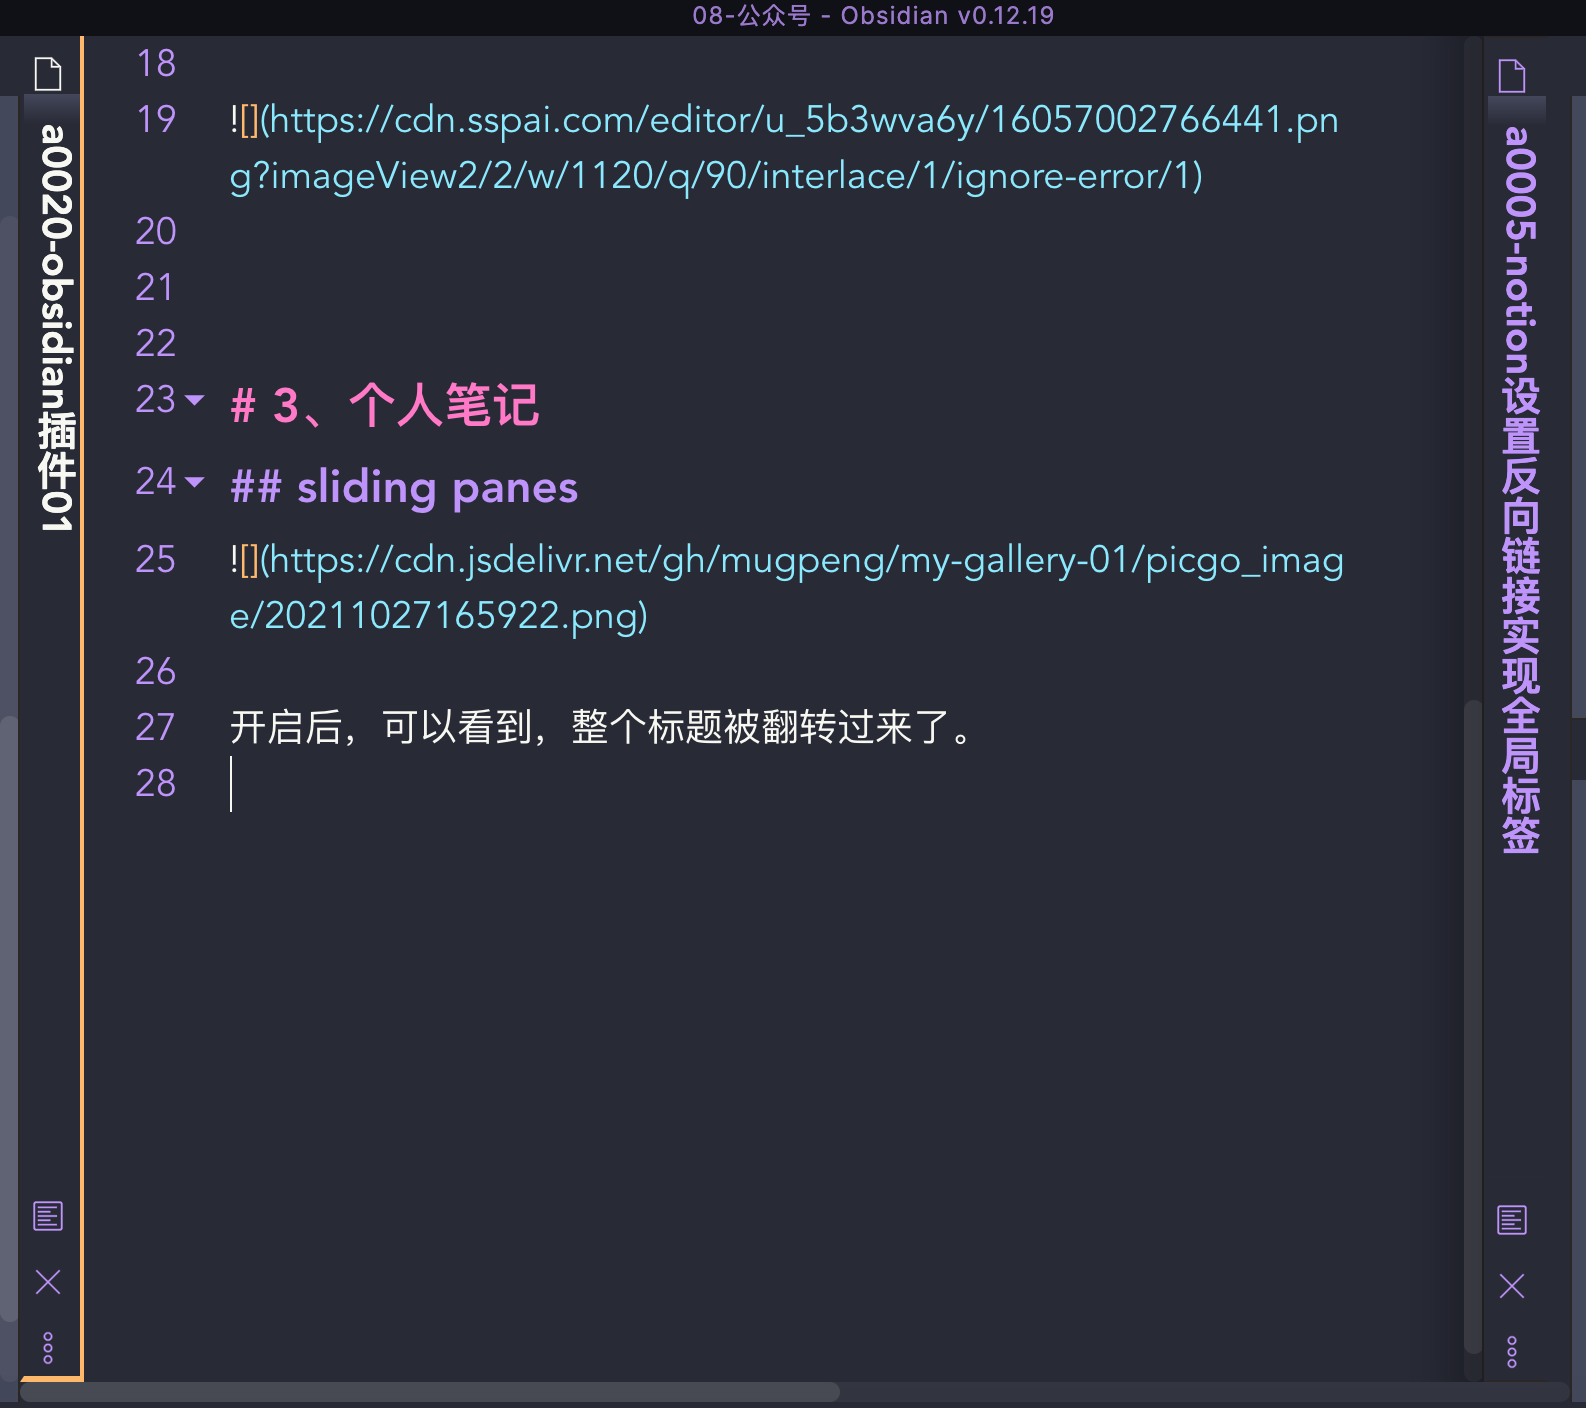 08-公众号 - Obsidian v0.12.19
a00020-obsidian插件01
18
19 ![](https://cdn.sspai.com/editor/u_5b3wva6y/16057002766441.pn
g?imageView2/2/w/1120/q/90/interlace/1/ignore-error/1)
20
21
22
23 # 3、个人笔记
24 ## sliding panes
25 ![](https://cdn.jsdelivr.net/gh/mugpeng/my-gallery-01/picgo_imag
e/20211027165922.png)
26
27 开启后，可以看到，整个标题被翻转过来了。
28
a0005-notion设置反向链接实现全局标签